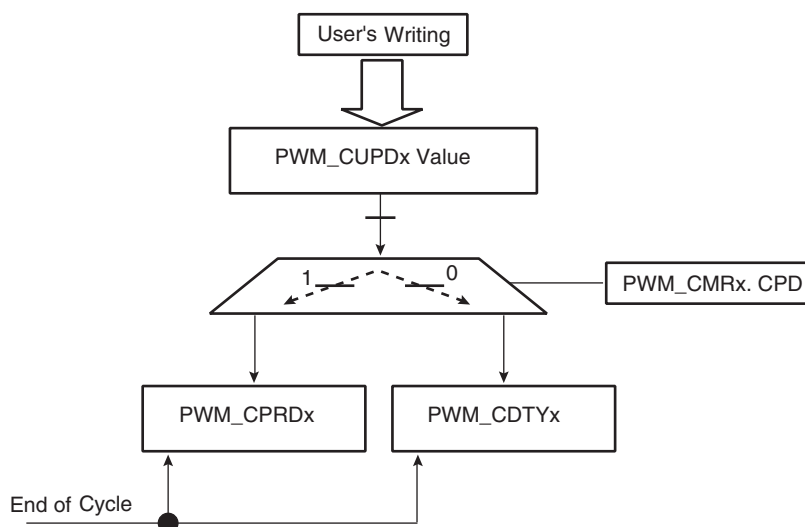 User's Writing
PWM_CUPDx Value
1
0
PWM_CMRx. CPD
PWM_CPRDx
PWM_CDTYx
End of Cycle